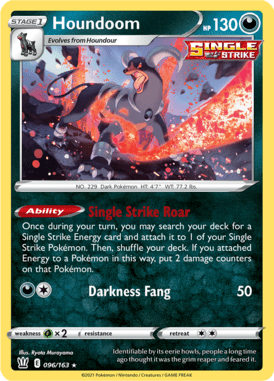 STAGE 1
Houndoom
HP 130
Evolves from Houndour
SINGLE STRIKE
NO. 229 Dark Pokémon HT: 4'7" WT: 77.2 lbs.
Ability Single Strike Roar
Once during your turn, you may search your deck for a
Single Strike Energy card and attach it to 1 of your Single
Strike Pokémon. Then, shuffle your deck. If you attached
Energy to a Pokémon in this way, put 2 damage counters
on that Pokémon.
Darkness Fang 50
weakness ×2 resistance retreat
Illus. Kyoto Murayama
E 096/163 ★
Identifiable by its eerie howls, people a long time
ago thought it was the grim reaper and feared it.
©2021 Pokémon / Nintendo / Creatures / GAME FREAK